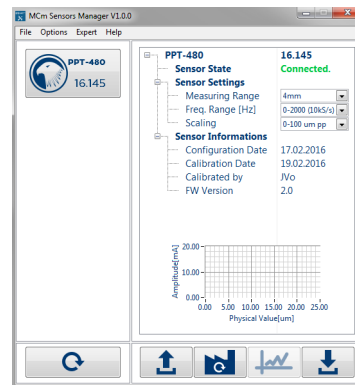 MCm Sensors Manager V1.0.0
File Options Expert Help
PPT-480
16.145
PPT-480 16.145
Sensor State Connected.
Sensor Settings
Measuring Range 4mm
Freq. Range [Hz] 0-2000 (10kS/s)
Scaling 0-100 um pp
Sensor Informations
Configuration Date 17.02.2016
Calibration Date 19.02.2016
Calibrated by JVo
FW Version 2.0
Amplitude[mA]
20.00
10.00
0.00
0.00 5.00 10.00 15.00 20.00 25.00
Physical Value[um]